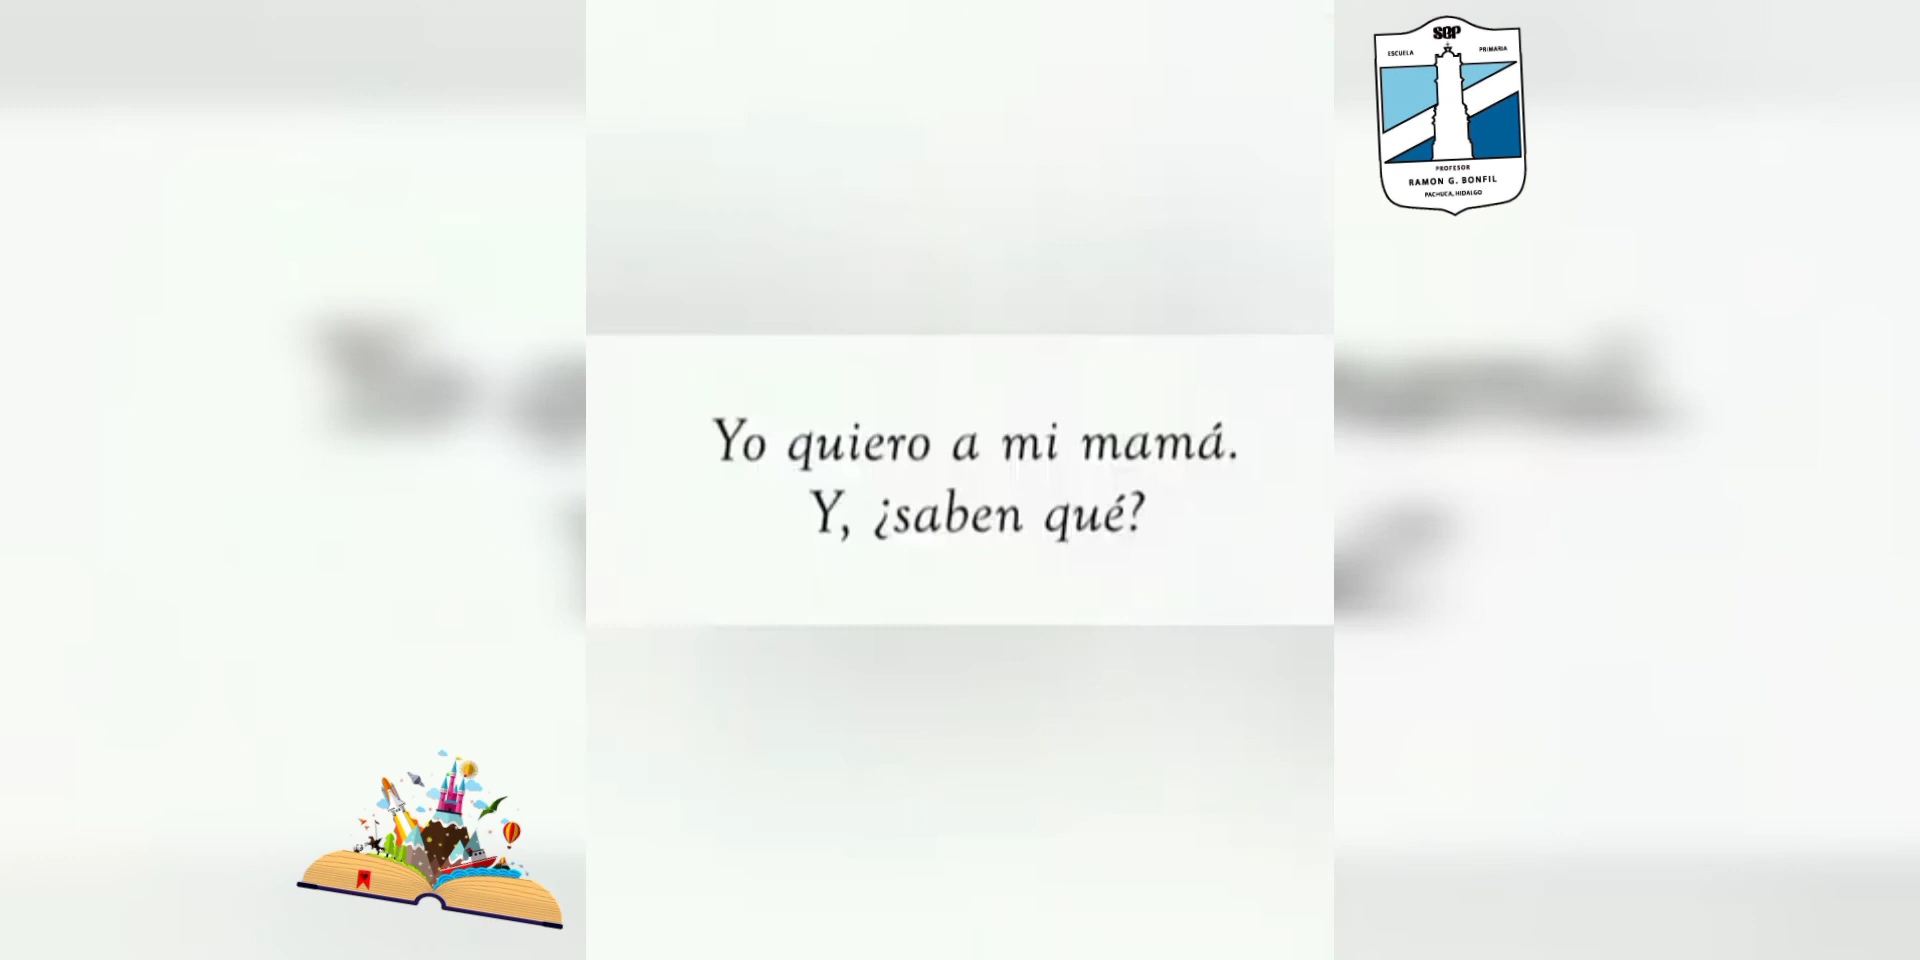 sep
ESCUELA PRIMARIA
PROFESOR
RAMON G. BONFIL
PACHUCA, HIDALGO
Yo quiero a mi mamá.
Y, ¿saben qué?